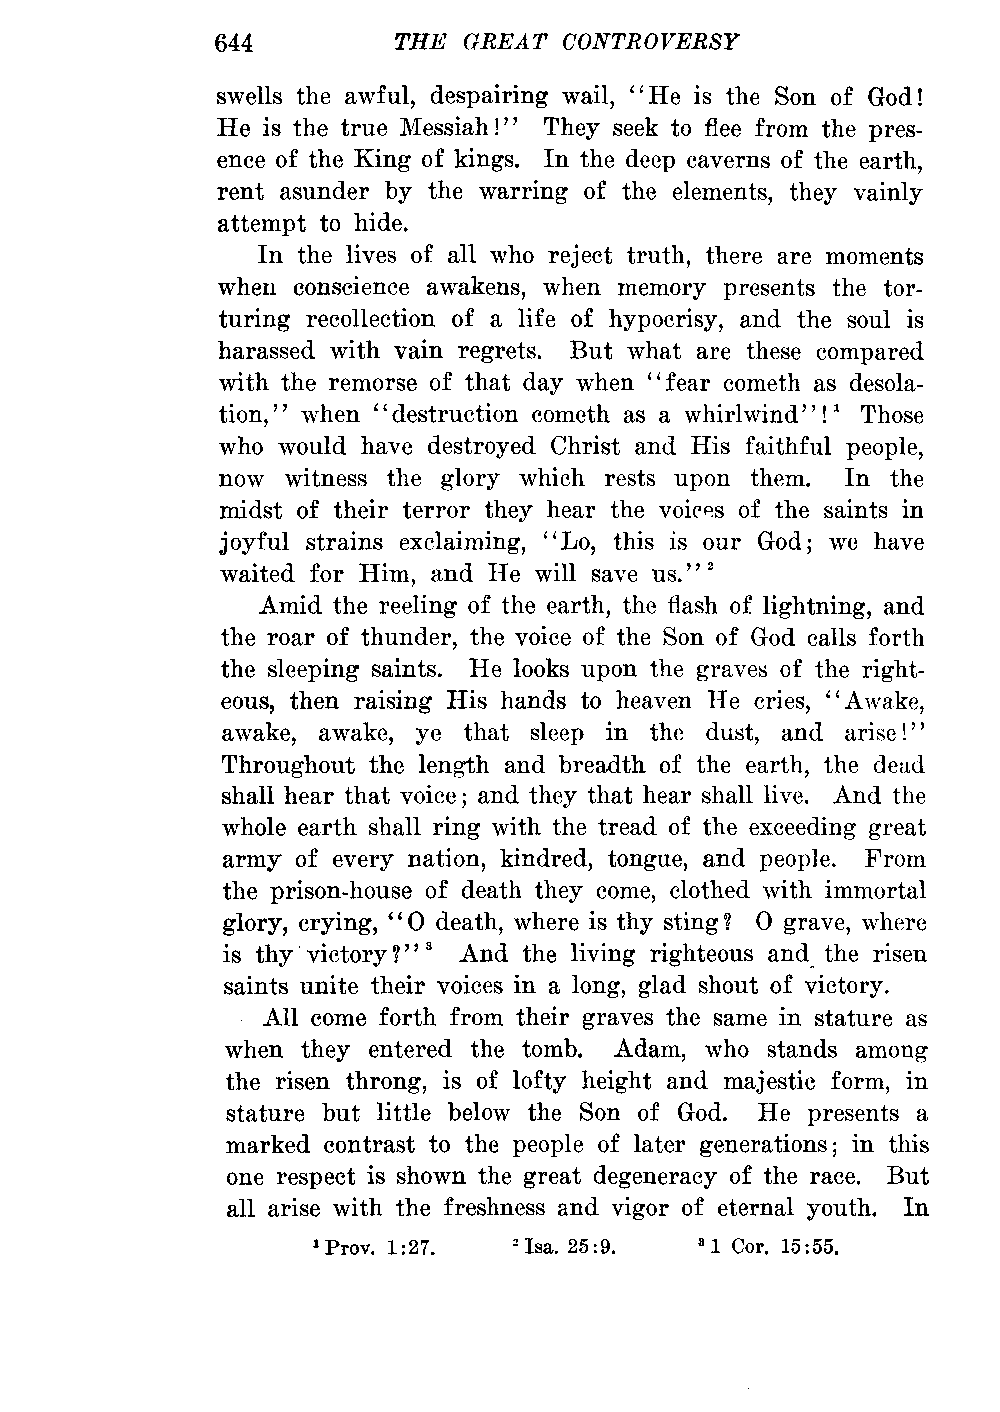 644 THE GREAT CONTROVERSY
swells the awful, despairing wail, "He is the Son of God!
He is the true Messiah!" They seek to flee from the pres-
ence of the King of kings. In the deep caverns of the earth,
rent asunder by the warring of the elements, they vainly
attempt to hide.
In the lives of all who reject truth, there are moments
when conscience awakens, when memory presents the tor-
turing recollection of a life of hypocrisy, and the soul is
harassed with vain regrets. But what are these compared
with the remorse of that day when "fear cometh as desola-
tion," when "destruction cometh as a whirlwind"!¹ Those
who would have destroyed Christ and His faithful people,
now witness the glory which rests upon them. In the
midst of their terror they hear the voices of the saints in
joyful strains exclaiming, "Lo, this is our God; we have
waited for Him, and He will save us."²
Amid the reeling of the earth, the flash of lightning, and
the roar of thunder, the voice of the Son of God calls forth
the sleeping saints. He looks upon the graves of the right-
eous, then raising His hands to heaven He cries, "Awake,
awake, awake, ye that sleep in the dust, and arise!"
Throughout the length and breadth of the earth, the dead
shall hear that voice; and they that hear shall live. And the
whole earth shall ring with the tread of the exceeding great
army of every nation, kindred, tongue, and people. From
the prison-house of death they come, clothed with immortal
glory, crying, "O death, where is thy sting? O grave, where
is thy victory?"³ And the living righteous and the risen
saints unite their voices in a long, glad shout of victory.
All come forth from their graves the same in stature as
when they entered the tomb. Adam, who stands among
the risen throng, is of lofty height and majestic form, in
stature but little below the Son of God. He presents a
marked contrast to the people of later generations; in this
one respect is shown the great degeneracy of the race. But
all arise with the freshness and vigor of eternal youth. In
¹ Prov. 1:27. ² Isa. 25:9. ³ 1 Cor. 15:55.